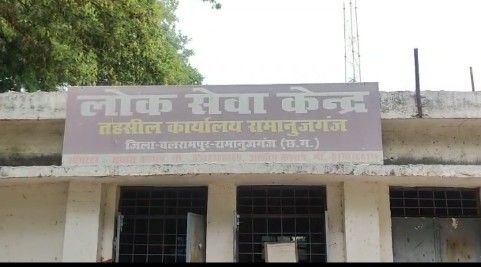 लोक सेवा केन्द्र
तहसील कार्यालय रामानुजगंज
जिला-बलरामपुर-रामानुजगंज (छ.ग.)